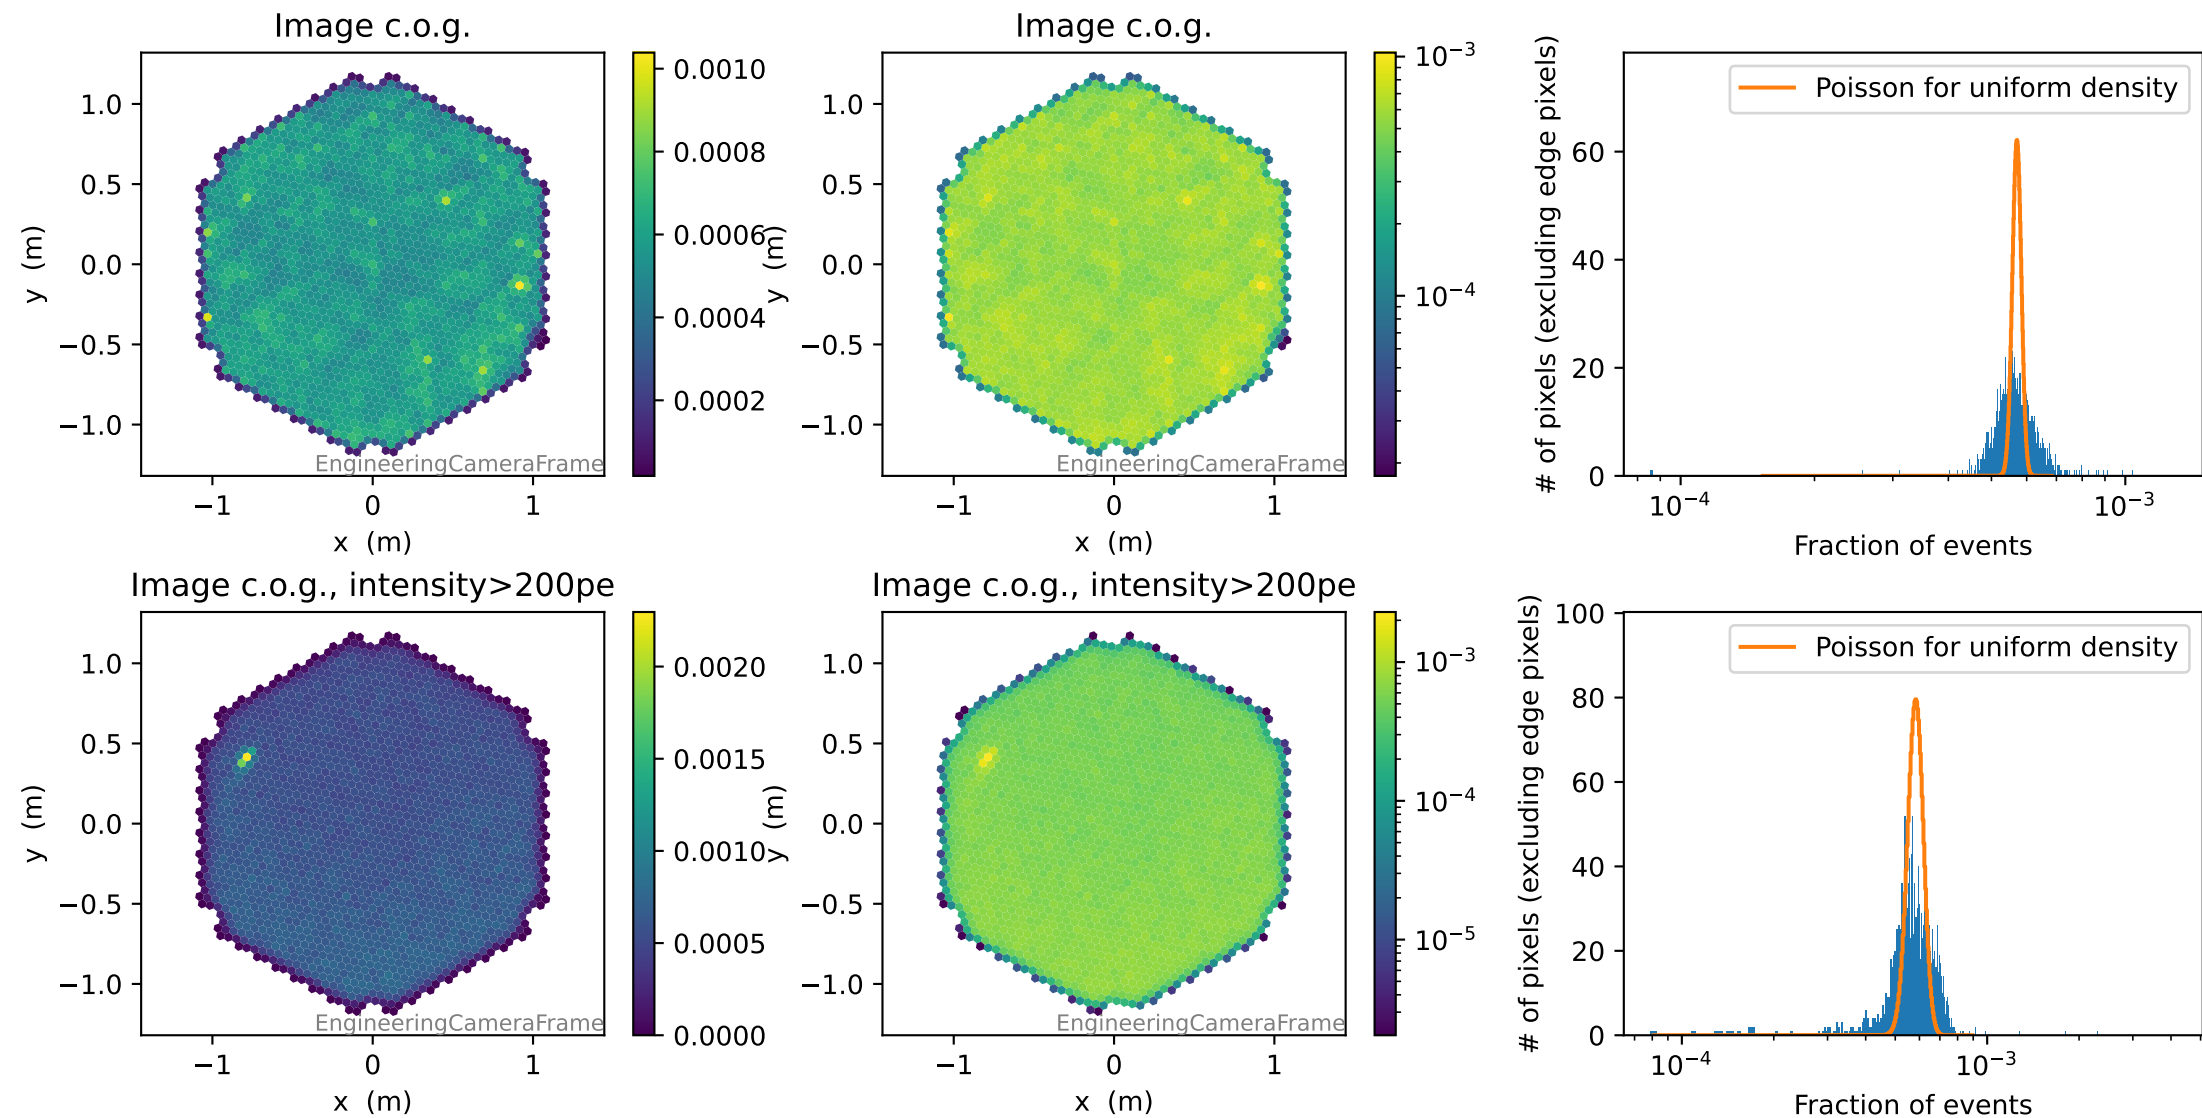 Image c.o.g.
1.0
0.5
0.0
−0.5
−1.0
y (m)
−1 0 1
x (m)
EngineeringCameraFrame
0.0010
0.0008
0.0006
0.0004
0.0002
Image c.o.g.
1.0
0.5
0.0
−0.5
−1.0
y (m)
−1 0 1
x (m)
EngineeringCameraFrame
10−3
10−4
# of pixels (excluding edge pixels)
60
40
20
0
Poisson for uniform density
10−4 10−3
Fraction of events
Image c.o.g., intensity>200pe
1.0
0.5
0.0
−0.5
−1.0
y (m)
−1 0 1
x (m)
EngineeringCameraFrame
0.0020
0.0015
0.0010
0.0005
0.0000
Image c.o.g., intensity>200pe
1.0
0.5
0.0
−0.5
−1.0
y (m)
−1 0 1
x (m)
EngineeringCameraFrame
10−3
10−4
10−5
# of pixels (excluding edge pixels)
100
80
60
40
20
0
Poisson for uniform density
10−4 10−3
Fraction of events